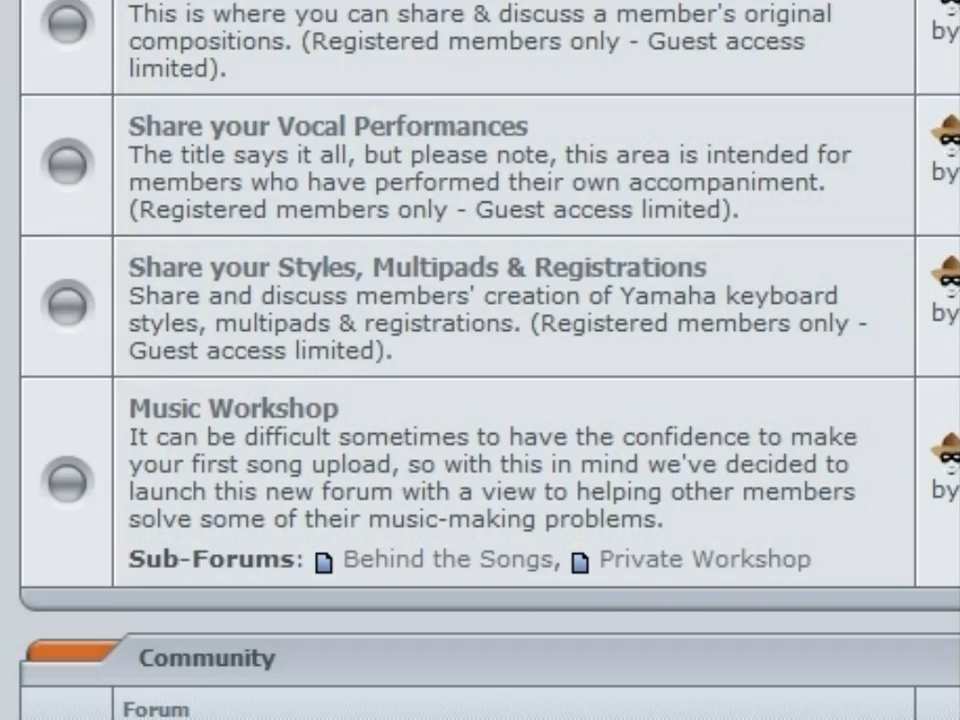 This is where you can share & discuss a member's original
compositions. (Registered members only - Guest access
limited).
by
Share your Vocal Performances
The title says it all, but please note, this area is intended for
members who have performed their own accompaniment.
(Registered members only - Guest access limited).
by
Share your Styles, Multipads & Registrations
Share and discuss members' creation of Yamaha keyboard
styles, multipads & registrations. (Registered members only -
Guest access limited).
by
Music Workshop
It can be difficult sometimes to have the confidence to make
your first song upload, so with this in mind we've decided to
launch this new forum with a view to helping other members
solve some of their music-making problems.
by
Sub-Forums: Behind the Songs, Private Workshop
Community
Forum